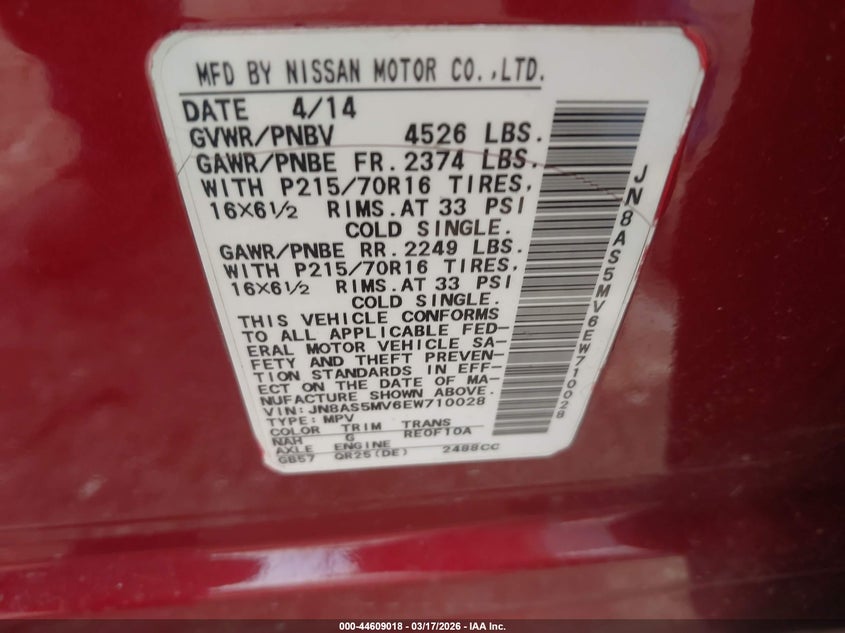 MFD BY NISSAN MOTOR CO.,LTD.
DATE 4/14
GVWR/PNBV 4526 LBS.
GAWR/PNBE FR. 2374 LBS.
WITH P215/70R16 TIRES,
16X6½ RIMS.AT 33 PSI
COLD SINGLE.
GAWR/PNBE RR. 2249 LBS.
WITH P215/70R16 TIRES,
16X6½ RIMS.AT 33 PSI
COLD SINGLE.
THIS VEHICLE CONFORMS
TO ALL APPLICABLE FED-
ERAL MOTOR VEHICLE SA-
FETY AND THEFT PREVEN-
TION STANDARDS IN EFF-
ECT ON THE DATE OF MA-
NUFACTURE SHOWN ABOVE.
VIN: JN8AS5MV6EW710028
TYPE: MPV
COLOR TRIM TRANS
NAH G RE0F10A
AXLE ENGINE
GB57 QR25(DE) 2488CC
JN8AS5MV6EW710028
000-44609018 — 03/17/2026 — IAA Inc.